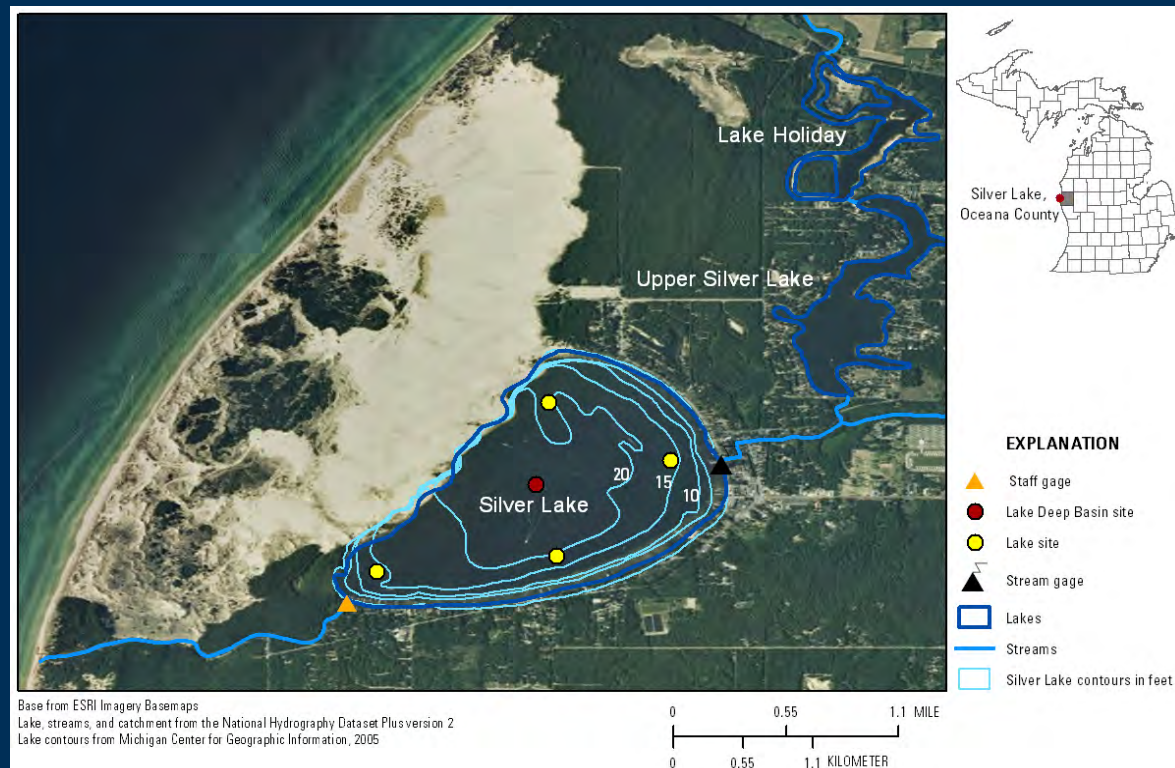 Lake Holiday
Upper Silver Lake
20
15
10
Silver Lake
Silver Lake,
Oceana County
EXPLANATION
Staff gage
Lake Deep Basin site
Lake site
Stream gage
Lakes
Streams
Silver Lake contours in feet
Base from ESRI Imagery Basemaps
Lake, streams, and catchment from the National Hydrography Dataset Plus version 2
Lake contours from Michigan Center for Geographic Information, 2005
0 0.55 1.1 MILE
0 0.55 1.1 KILOMETER